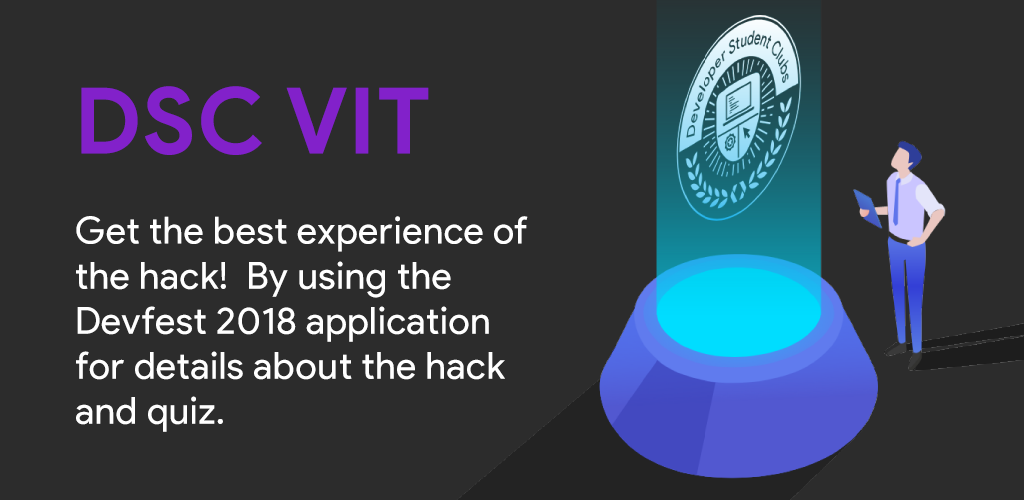 DSC VIT
Get the best experience of
the hack!  By using the
Devfest 2018 application
for details about the hack
and quiz.
Developer Student Clubs